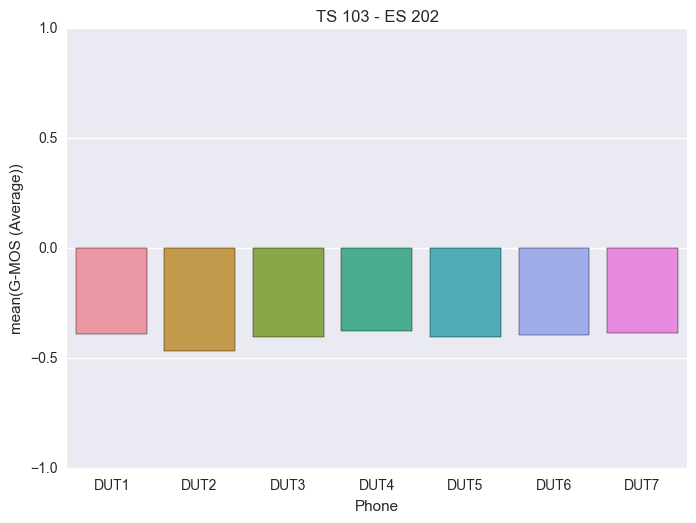 TS 103 - ES 202
1.0
0.5
0.0
−0.5
−1.0
mean(G-MOS (Average))
DUT1 DUT2 DUT3 DUT4 DUT5 DUT6 DUT7
Phone